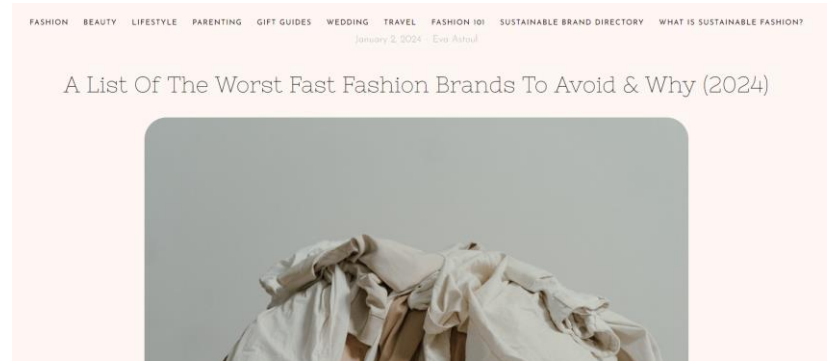 FASHION BEAUTY LIFESTYLE PARENTING GIFT GUIDES WEDDING TRAVEL FASHION 101 SUSTAINABLE BRAND DIRECTORY WHAT IS SUSTAINABLE FASHION?
January 2, 2024 · Eva Astoul
A List Of The Worst Fast Fashion Brands To Avoid & Why (2024)